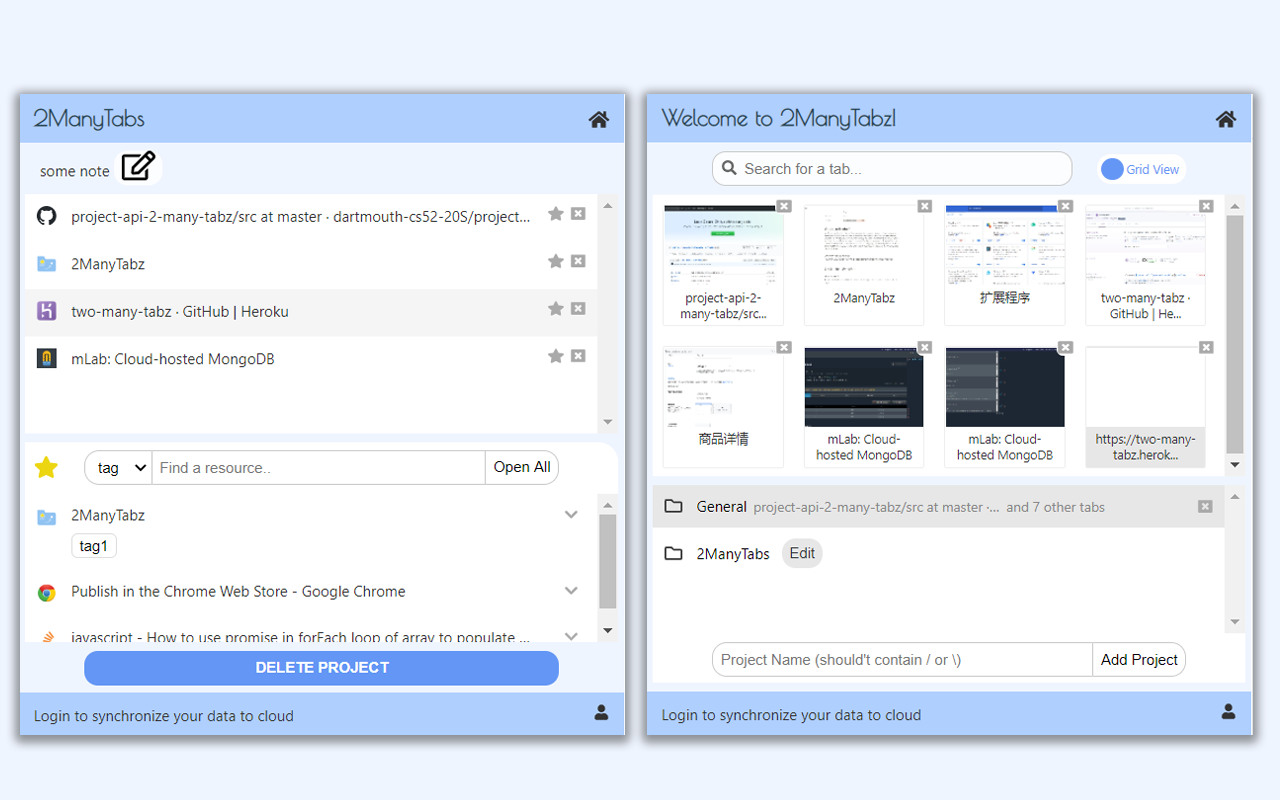 2ManyTabs
some note
project-api-2-many-tabz/src at master · dartmouth-cs52-20S/project...
2ManyTabz
two-many-tabz · GitHub | Heroku
mLab: Cloud-hosted MongoDB
tag
Find a resource..
Open All
2ManyTabz
tag1
Publish in the Chrome Web Store - Google Chrome
javascript - How to use promise in forEach loop of array to populate ...
DELETE PROJECT
Login to synchronize your data to cloud
Welcome to 2ManyTabz!
Search for a tab...
Grid View
project-api-2-
many-tabz/src...
2ManyTabz
扩展程序
two-many-tabz ·
GitHub | He...
商品详情
mLab: Cloud-
hosted MongoDB
mLab: Cloud-
hosted MongoDB
https://two-many-
tabz.herok...
General project-api-2-many-tabz/src at master ·... and 7 other tabs
2ManyTabs
Edit
Project Name (should't contain / or \)
Add Project
Login to synchronize your data to cloud